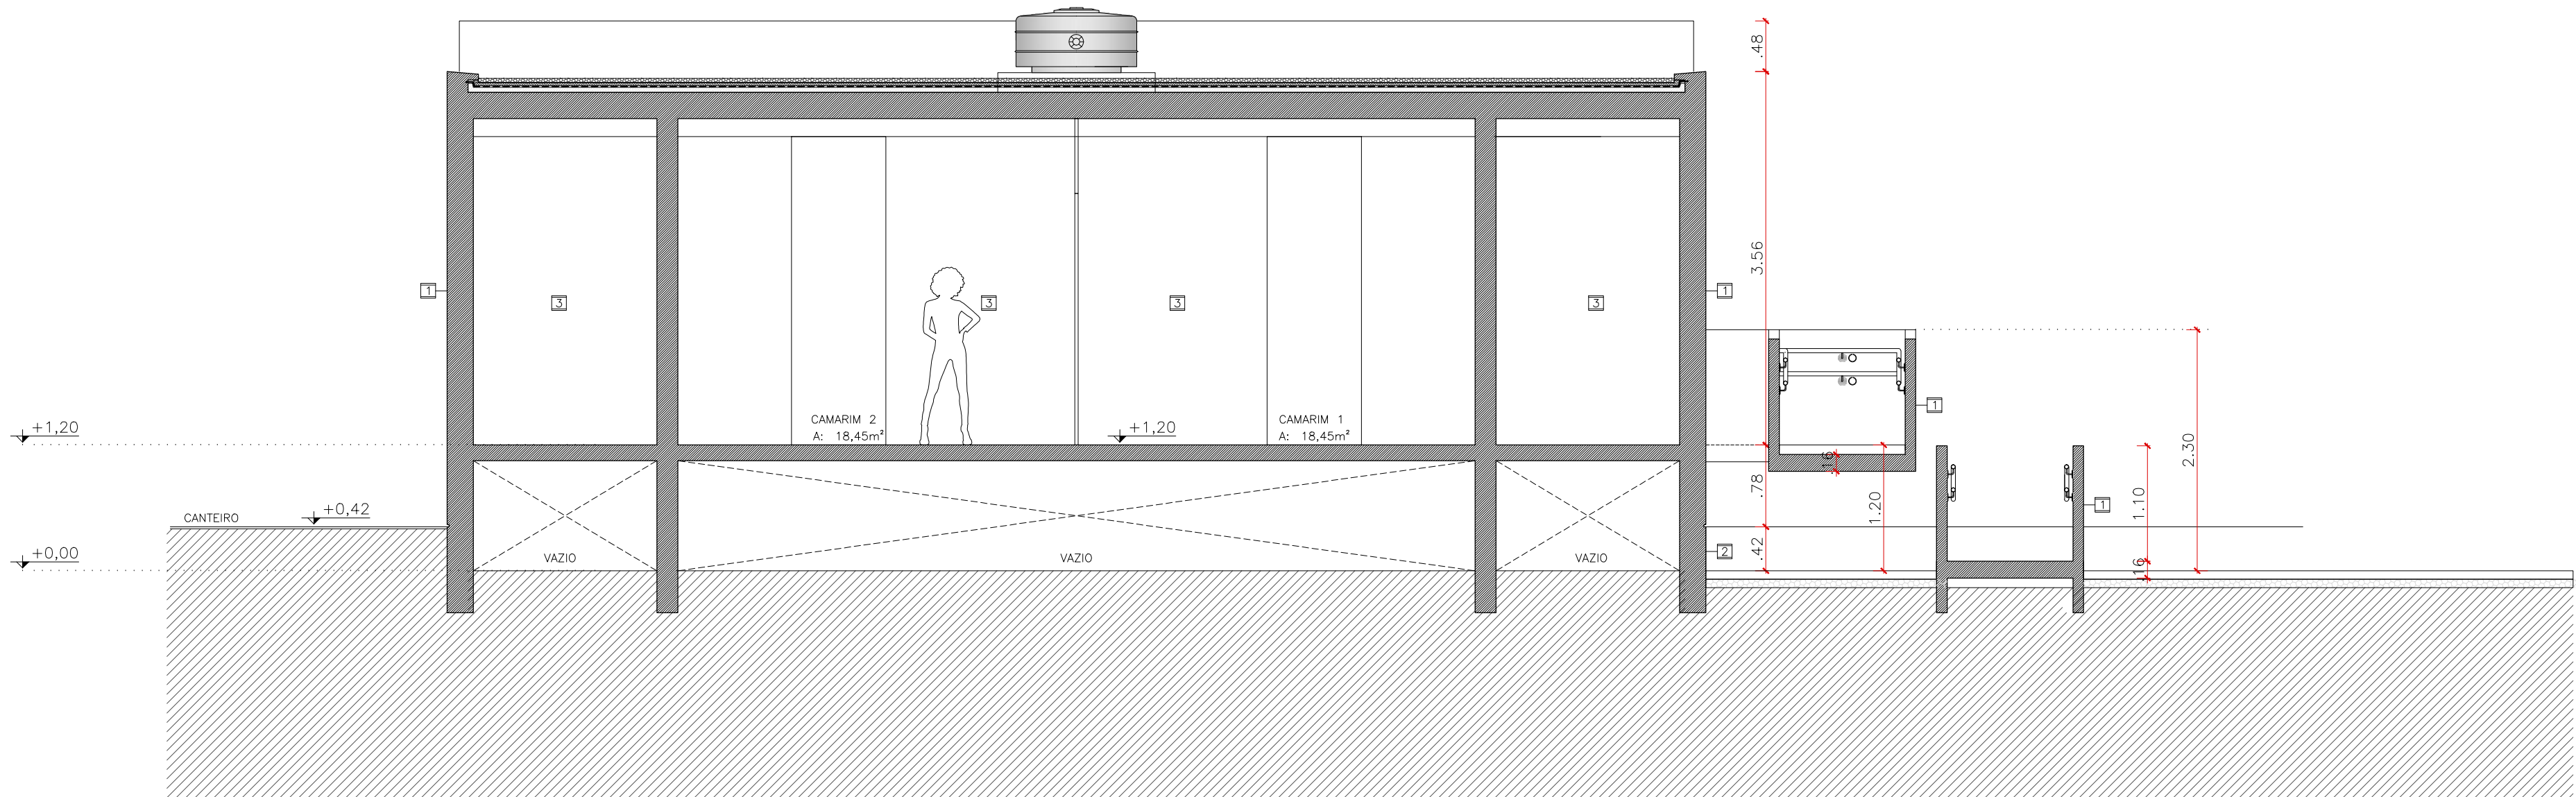 .48
3.56
1
3
3
3
3
1
1
2.30
CAMARIM 2
A: 18,45m²
+1,20
CAMARIM 1
A: 18,45m²
+1,20
.16
.78
1.20
1.10
1
CANTEIRO
+0,42
+0,00
VAZIO
VAZIO
VAZIO
2
.42
.16